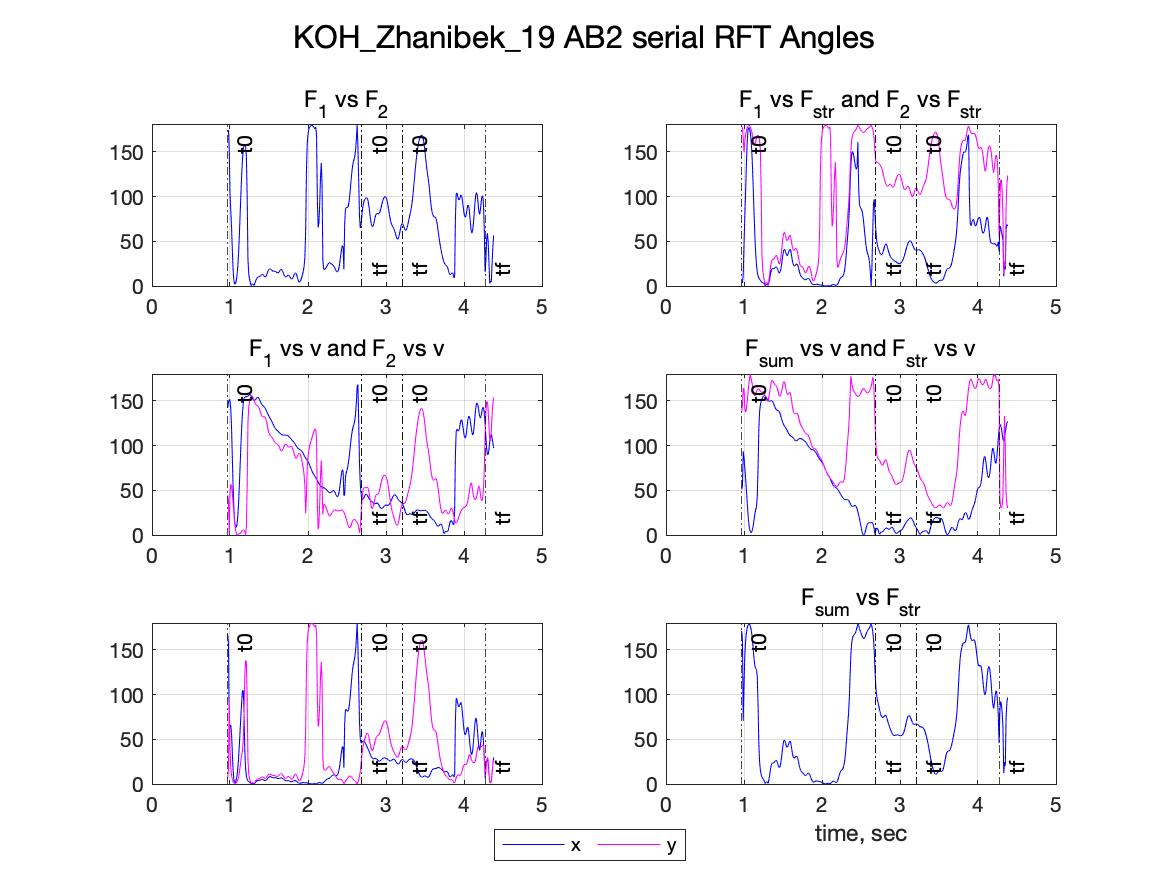 KOH_Zhanibek_19 AB2 serial RFT Angles
F1 vs F2
150
100
50
0
0 1 2 3 4 5
t0 t0 t0
tf tf tf
F1 vs Fstr and F2 vs Fstr
150
100
50
0
0 1 2 3 4 5
t0 t0 t0
tf tf tf
F1 vs v and F2 vs v
150
100
50
0
0 1 2 3 4 5
t0 t0 t0
tf tf tf
Fsum vs v and Fstr vs v
150
100
50
0
0 1 2 3 4 5
t0 t0 t0
tf tf tf
150
100
50
0
0 1 2 3 4 5
t0 t0 t0
tf tf tf
Fsum vs Fstr
150
100
50
0
0 1 2 3 4 5
t0 t0 t0
tf tf tf
time, sec
x y